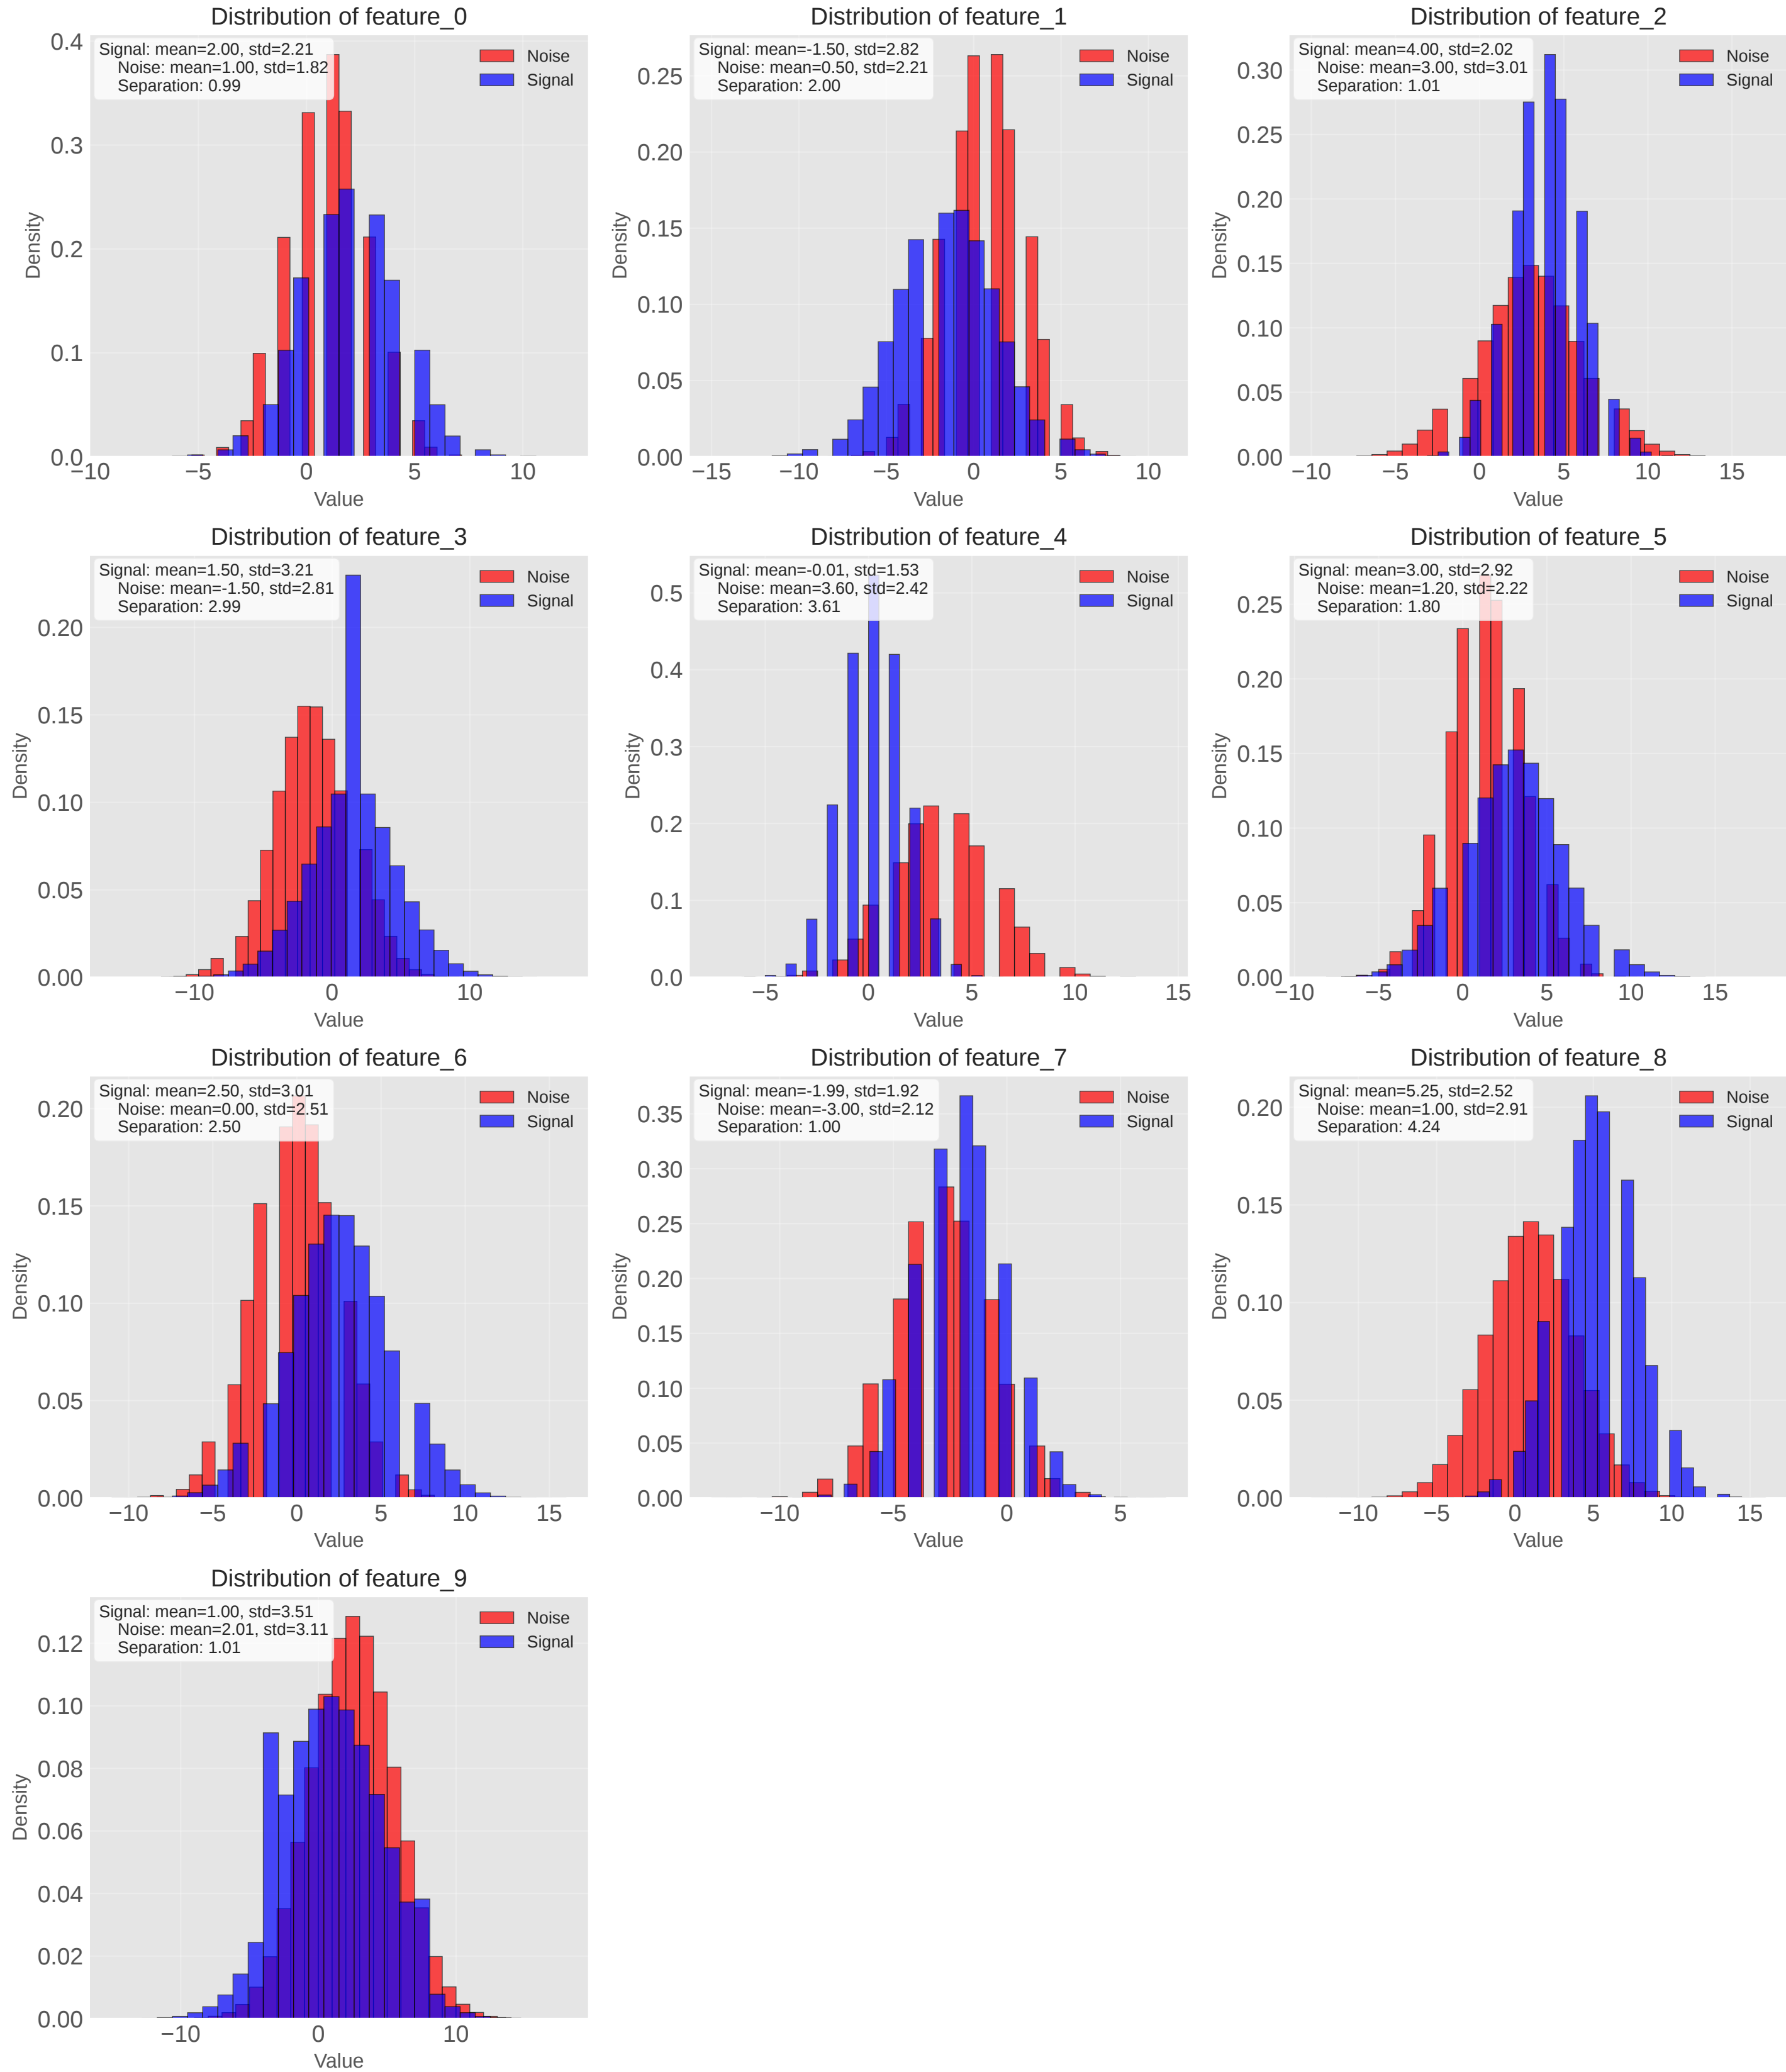 Distribution of feature_0
Signal: mean=2.00, std=2.21
Noise: mean=1.00, std=1.82
Separation: 0.99
Noise
Signal
0.4
0.3
0.2
0.1
0.0
Density
−10 −5 0 5 10
Value
Distribution of feature_1
Signal: mean=-1.50, std=2.82
Noise: mean=0.50, std=2.21
Separation: 2.00
Noise
Signal
0.25
0.20
0.15
0.10
0.05
0.00
Density
−15 −10 −5 0 5 10
Value
Distribution of feature_2
Signal: mean=4.00, std=2.02
Noise: mean=3.00, std=3.01
Separation: 1.01
Noise
Signal
0.30
0.25
0.20
0.15
0.10
0.05
0.00
Density
−10 −5 0 5 10 15
Value
Distribution of feature_3
Signal: mean=1.50, std=3.21
Noise: mean=-1.50, std=2.81
Separation: 2.99
Noise
Signal
0.20
0.15
0.10
0.05
0.00
Density
−10 0 10
Value
Distribution of feature_4
Signal: mean=-0.01, std=1.53
Noise: mean=3.60, std=2.42
Separation: 3.61
Noise
Signal
0.5
0.4
0.3
0.2
0.1
0.0
Density
−5 0 5 10 15
Value
Distribution of feature_5
Signal: mean=3.00, std=2.92
Noise: mean=1.20, std=2.22
Separation: 1.80
Noise
Signal
0.25
0.20
0.15
0.10
0.05
0.00
Density
−10 −5 0 5 10 15
Value
Distribution of feature_6
Signal: mean=2.50, std=3.01
Noise: mean=0.00, std=2.51
Separation: 2.50
Noise
Signal
0.20
0.15
0.10
0.05
0.00
Density
−10 −5 0 5 10 15
Value
Distribution of feature_7
Signal: mean=-1.99, std=1.92
Noise: mean=-3.00, std=2.12
Separation: 1.00
Noise
Signal
0.35
0.30
0.25
0.20
0.15
0.10
0.05
0.00
Density
−10 −5 0 5
Value
Distribution of feature_8
Signal: mean=5.25, std=2.52
Noise: mean=1.00, std=2.91
Separation: 4.24
Noise
Signal
0.20
0.15
0.10
0.05
0.00
Density
−10 −5 0 5 10 15
Value
Distribution of feature_9
Signal: mean=1.00, std=3.51
Noise: mean=2.01, std=3.11
Separation: 1.01
Noise
Signal
0.12
0.10
0.08
0.06
0.04
0.02
0.00
Density
−10 0 10
Value